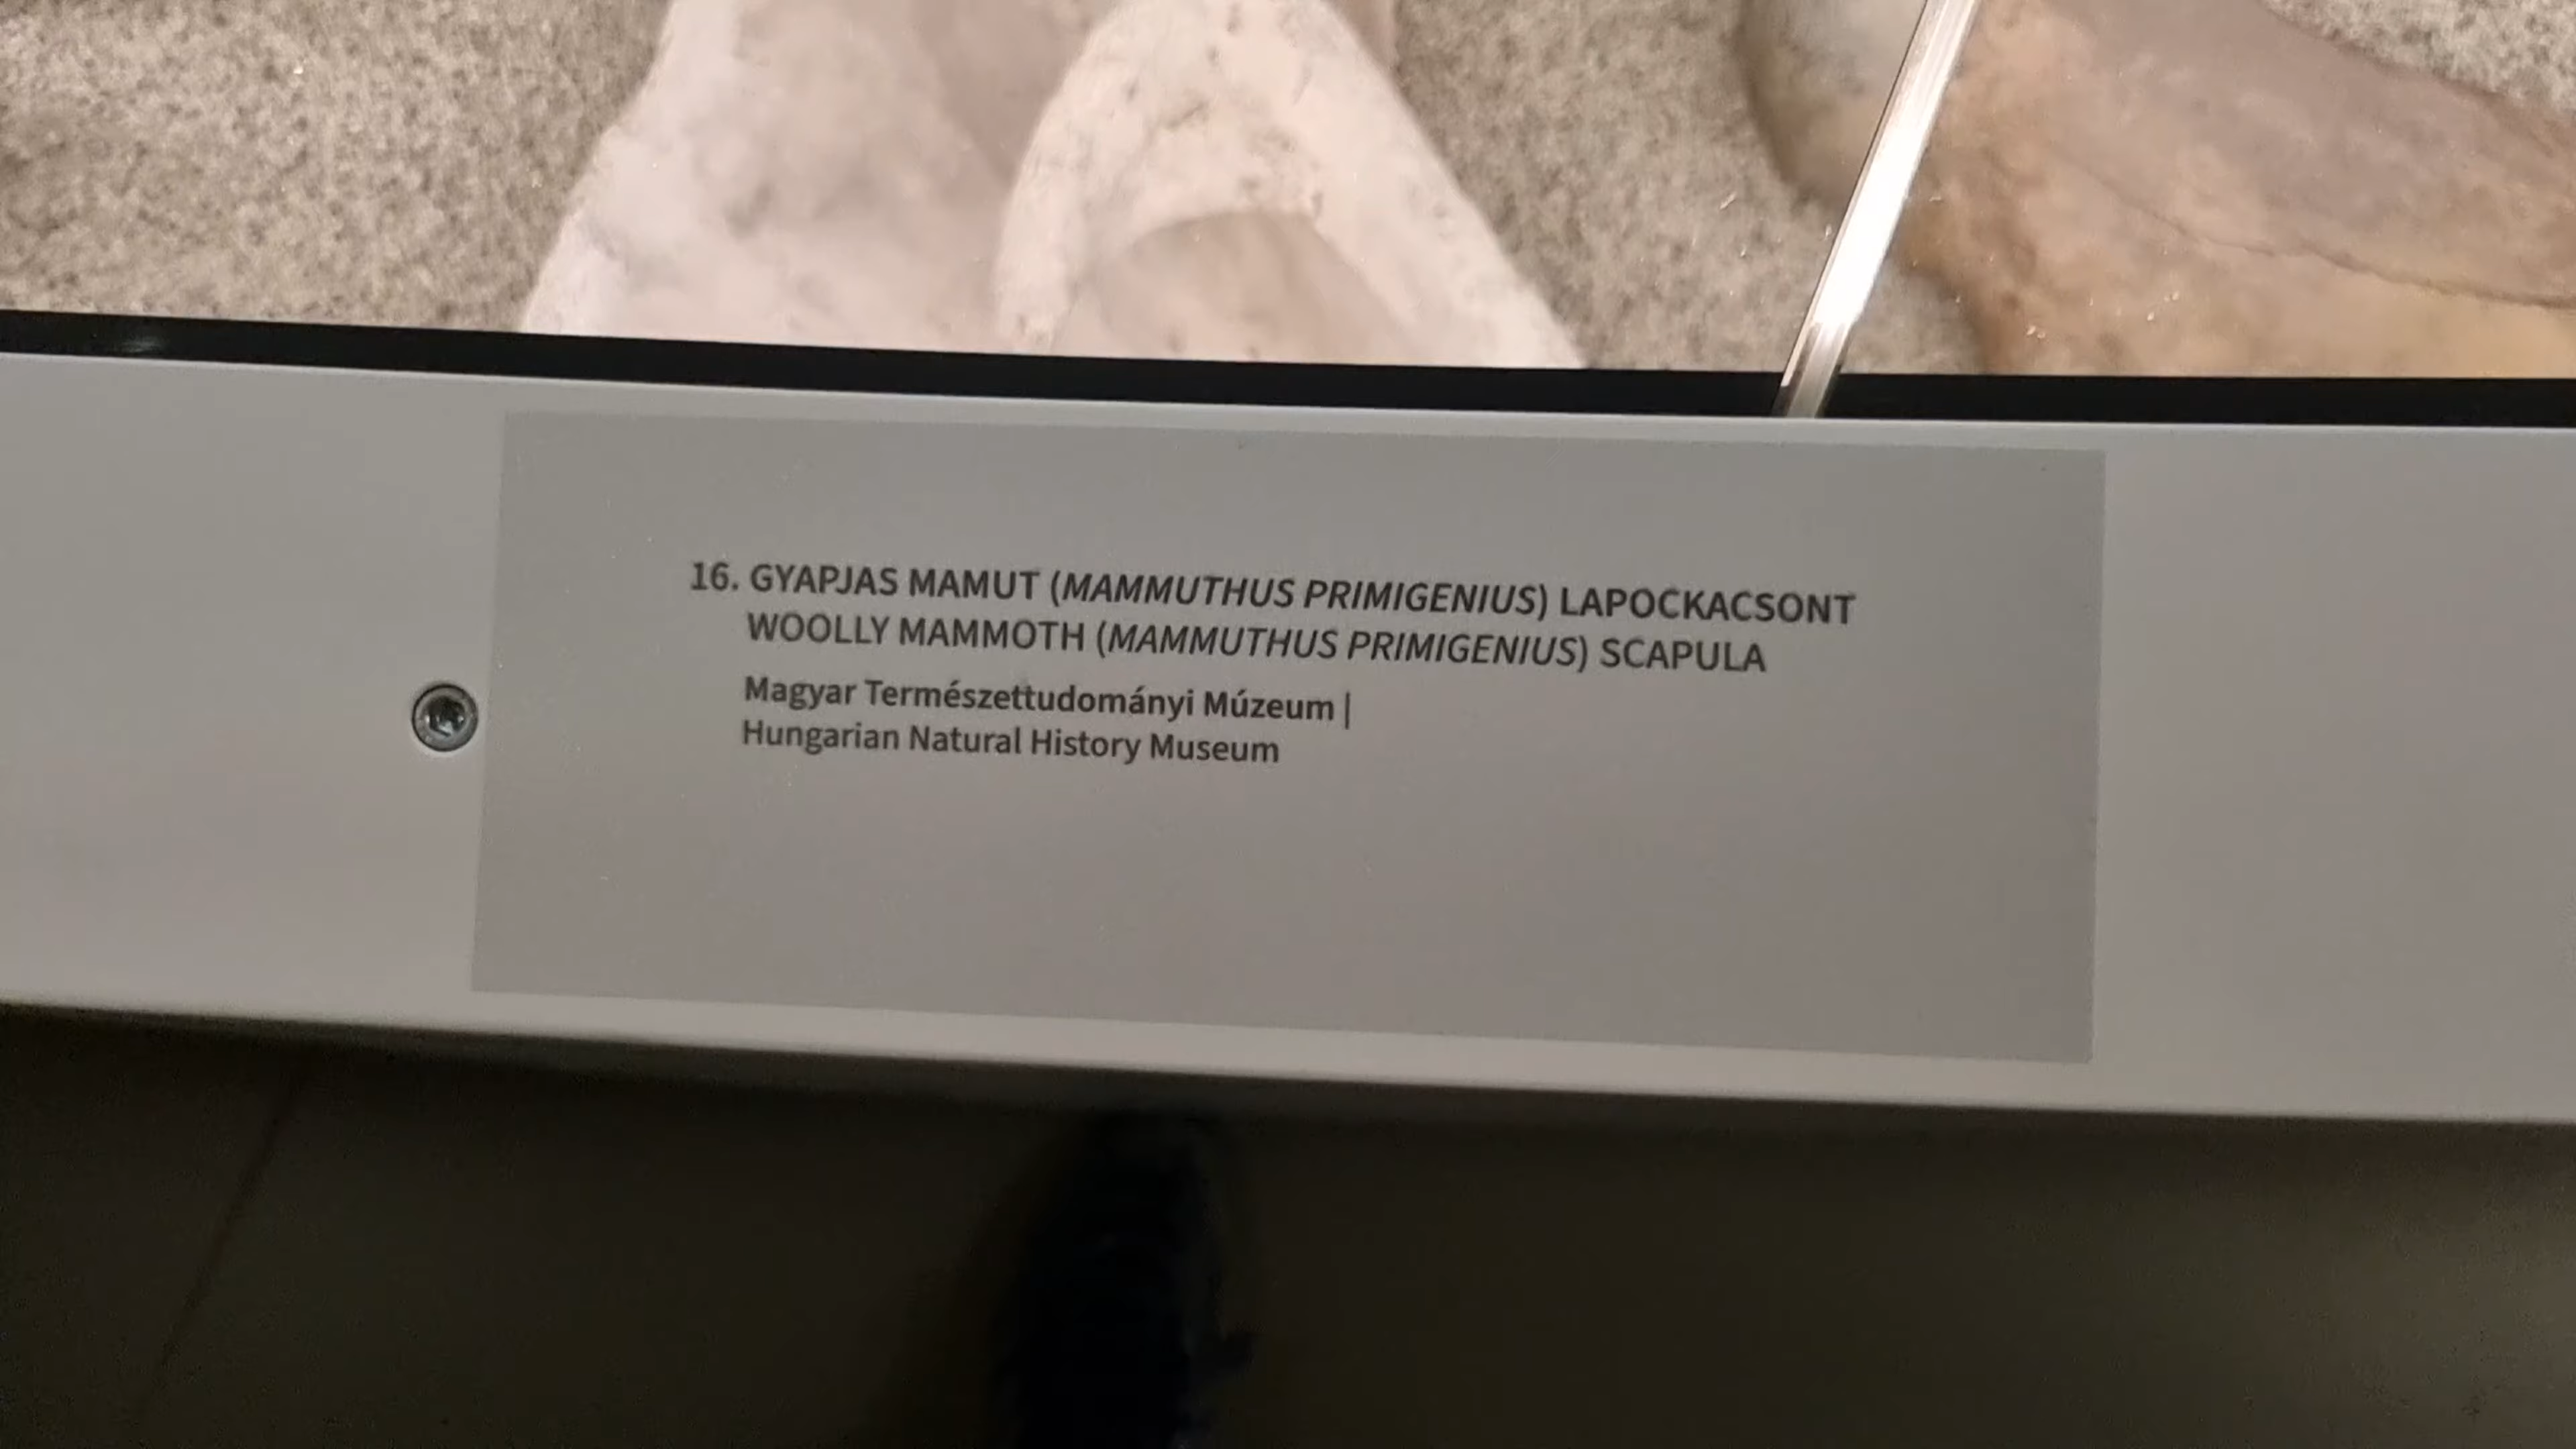 16. GYAPJAS MAMUT (MAMMUTHUS PRIMIGENIUS) LAPOCKACSONT
WOOLLY MAMMOTH (MAMMUTHUS PRIMIGENIUS) SCAPULA
Magyar Természettudományi Múzeum |
Hungarian Natural History Museum